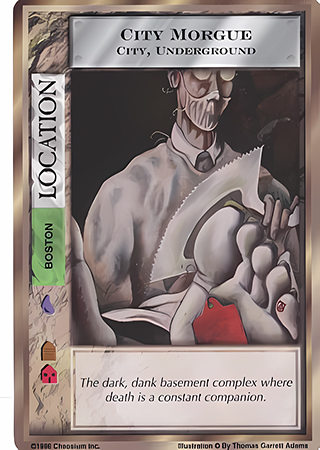 CITY MORGUE
CITY, UNDERGROUND
LOCATION
BOSTON
The dark, dank basement complex where
death is a constant companion.
©1996 Chaosium Inc.
Illustration © By Thomas Garrett Adams